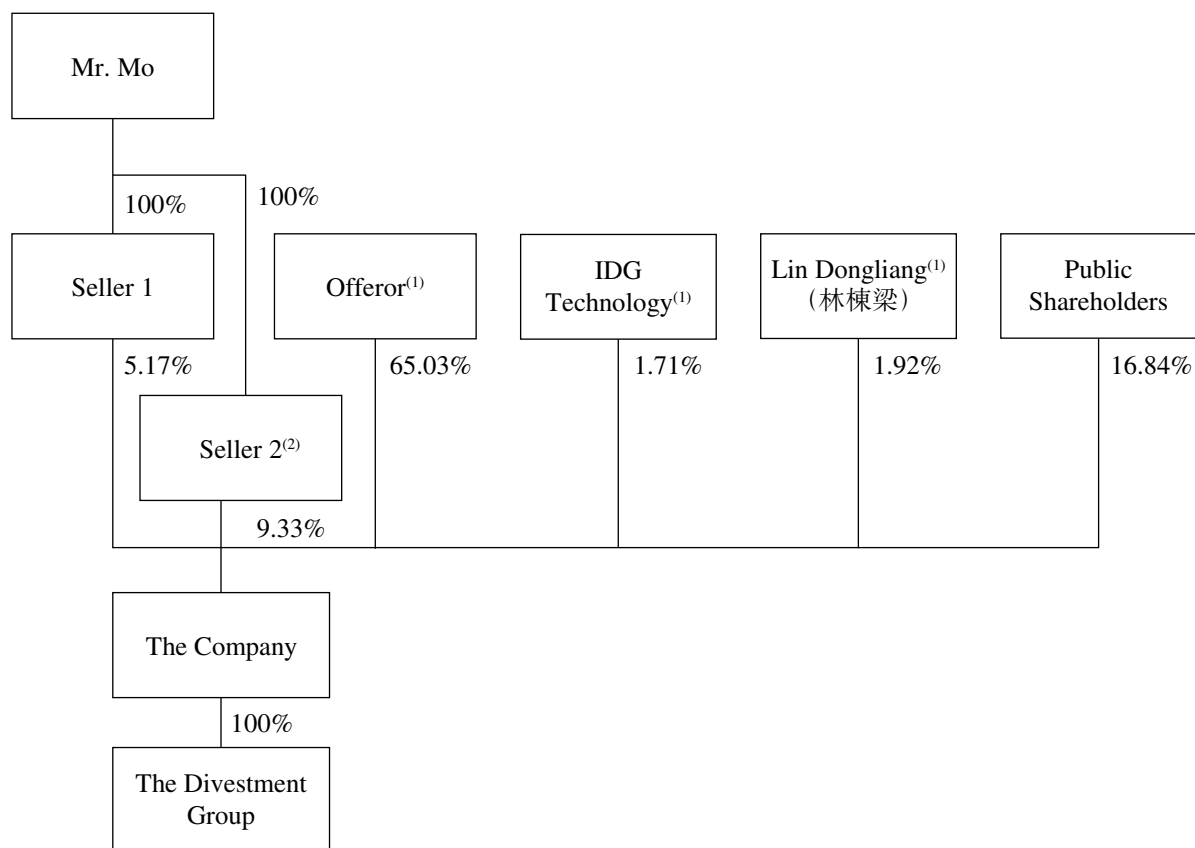 Mr. Mo
100%
100%
Seller 1
Offeror(1)
IDG
Technology(1)
Lin Dongliang(1)
（林棟梁）
Public
Shareholders
5.17%
65.03%
1.71%
1.92%
16.84%
Seller 2(2)
9.33%
The Company
100%
The Divestment
Group